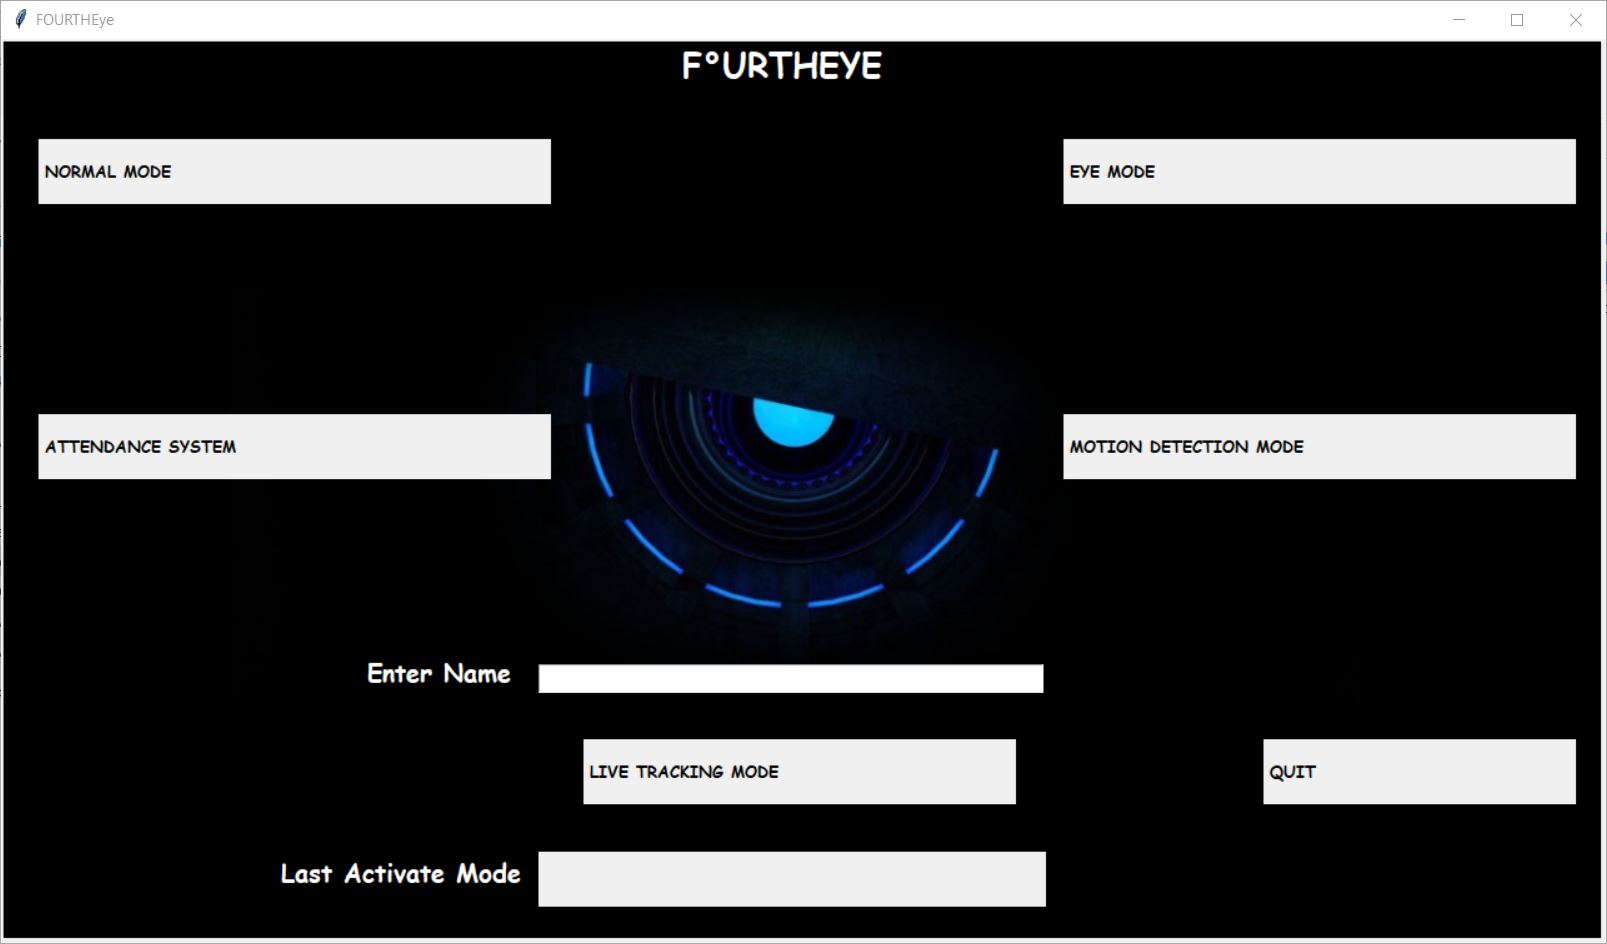 FOURTHEye
F°URTHEYE
NORMAL MODE
EYE MODE
ATTENDANCE SYSTEM
MOTION DETECTION MODE
Enter Name
LIVE TRACKING MODE
QUIT
Last Activate Mode